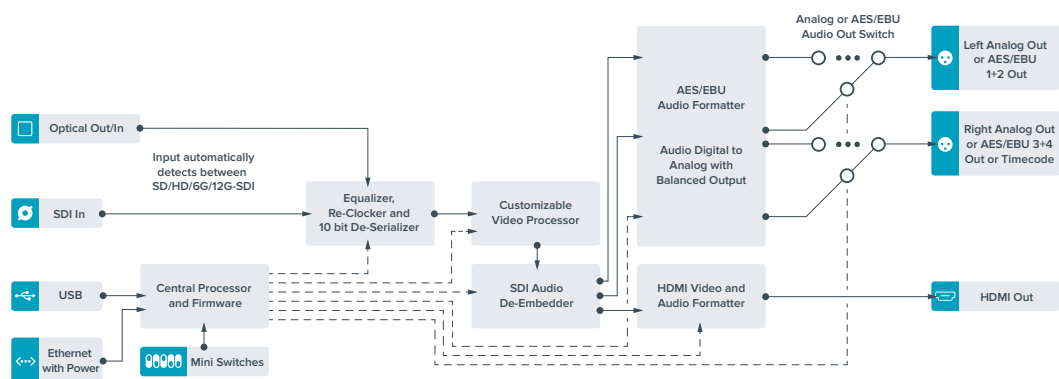 Analog or AES/EBU
Audio Out Switch
Left Analog Out
or AES/EBU
1+2 Out
AES/EBU
Audio Formatter
Optical Out/In
Right Analog Out
or AES/EBU 3+4
Out or Timecode
Audio Digital to
Analog with
Balanced Output
Input automatically
detects between
SD/HD/6G/12G-SDI
Equalizer,
Re-Clocker and
10 bit De-Serializer
Customizable
Video Processor
SDI In
USB
Central Processor
and Firmware
SDI Audio
De-Embedder
HDMI Video and
Audio Formatter
HDMI Out
Ethernet
with Power
Mini Switches